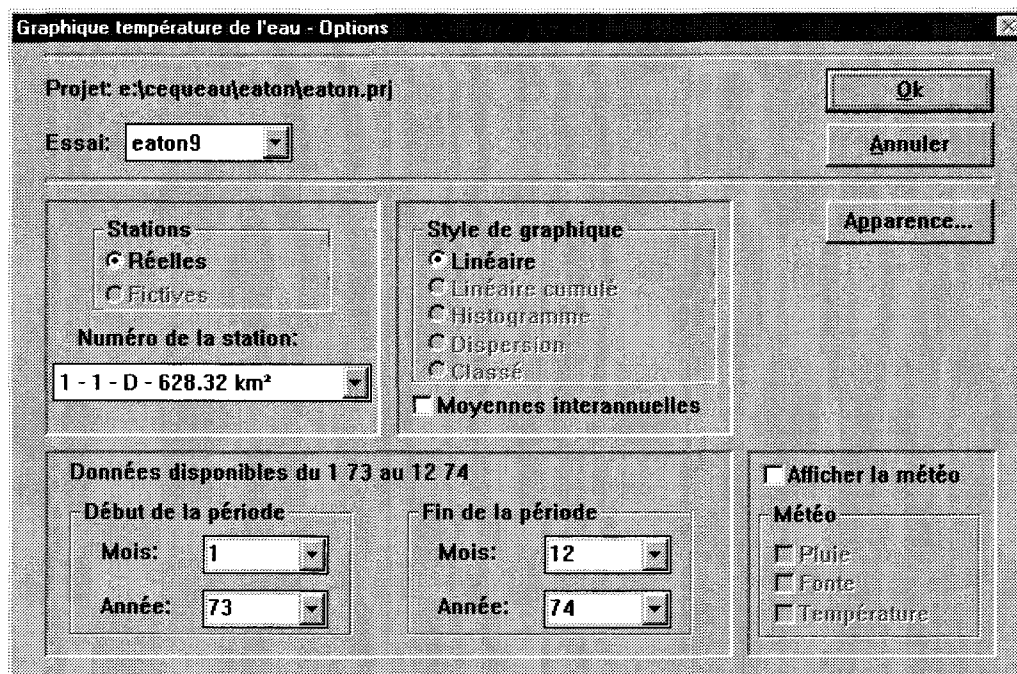 Graphique température de l'eau - Options
Projet: e:\cequeau\eaton\eaton.prj
Ok
Essai: eaton9
Annuler
Apparence...
Stations
Réelles
Fictives
Numéro de la station:
1 - 1 - D - 628.32 km²
Style de graphique
Linéaire
Linéaire cumulé
Histogramme
Dispersion
Classé
Moyennes interannuelles
Données disponibles du 1 73 au 12 74
Début de la période
Mois: 1
Année: 73
Fin de la période
Mois: 12
Année: 74
Afficher la météo
Météo
Pluie
Fonte
Température